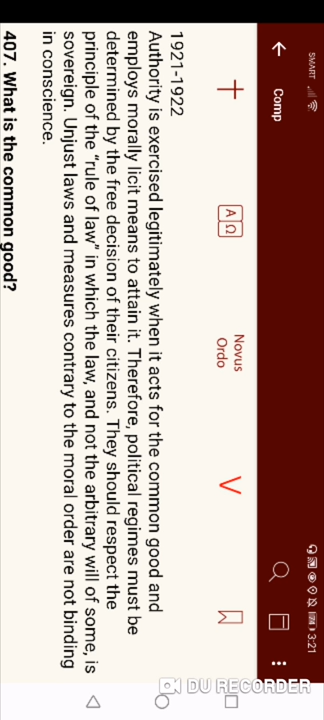 SMART 3:21
Comp
Novus
Ordo
1921-1922
Authority is exercised legitimately when it acts for the common good and
employs morally licit means to attain it. Therefore, political regimes must be
determined by the free decision of their citizens. They should respect the
principle of the “rule of law” in which the law, and not the arbitrary will of some, is
sovereign. Unjust laws and measures contrary to the moral order are not binding
in conscience.
407. What is the common good?
DU RECORDER